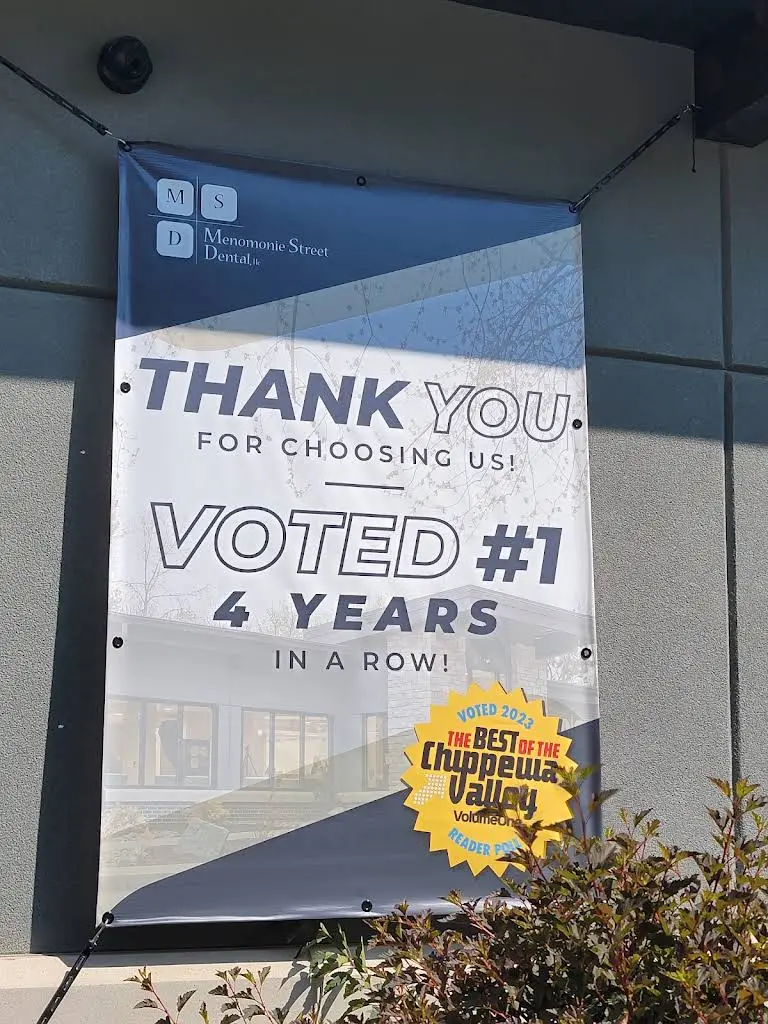 M S
D
Menomonie Street
Dental, llc
THANK YOU
FOR CHOOSING US!
VOTED #1
4 YEARS
IN A ROW!
VOTED 2023
THE BEST OF THE
Chippewa
Valley
VolumeOne
READER POLL